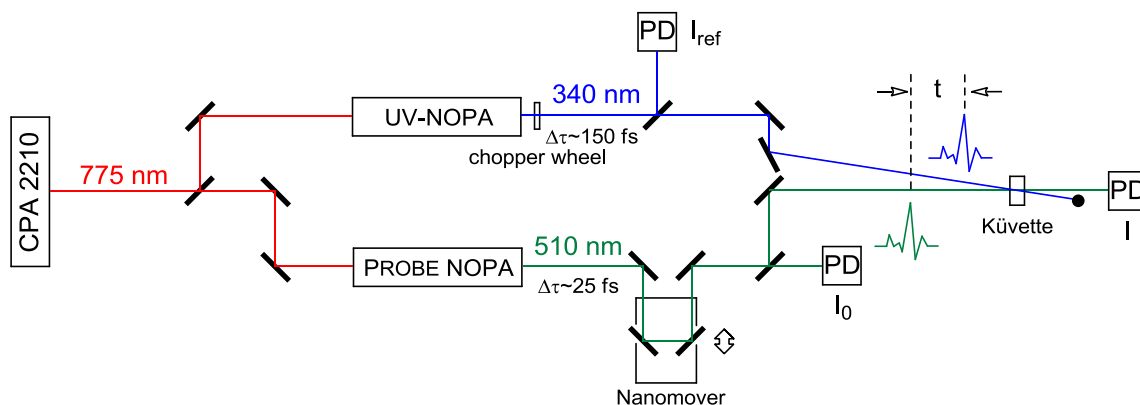 PD
I_ref
t
UV-NOPA
340 nm
Δτ~150 fs
chopper wheel
CPA 2210
775 nm
PD
I
Küvette
PROBE NOPA
510 nm
Δτ~25 fs
PD
I_0
Nanomover